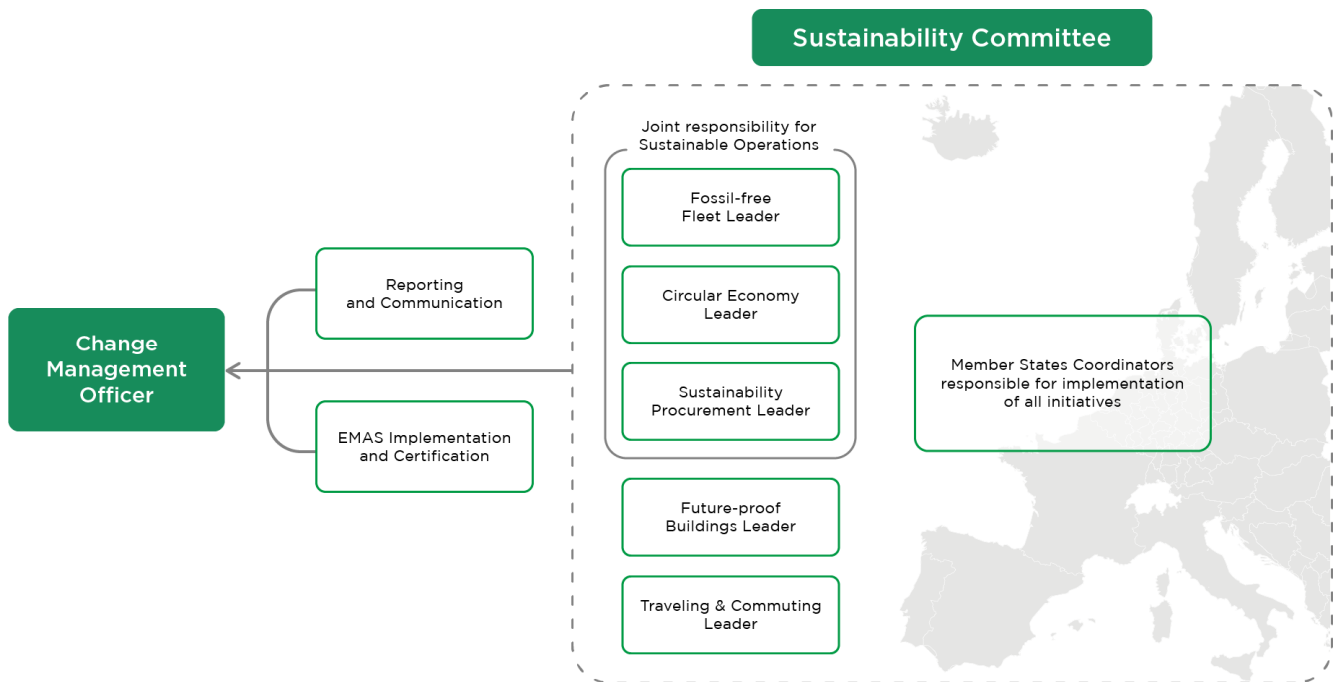 Sustainability Committee
Joint responsibility for
Sustainable Operations
Fossil-free
Fleet Leader
Circular Economy
Leader
Sustainability
Procurement Leader
Future-proof
Buildings Leader
Traveling & Commuting
Leader
Member States Coordinators
responsible for implementation
of all initiatives
Reporting
and Communication
EMAS Implementation
and Certification
Change
Management
Officer